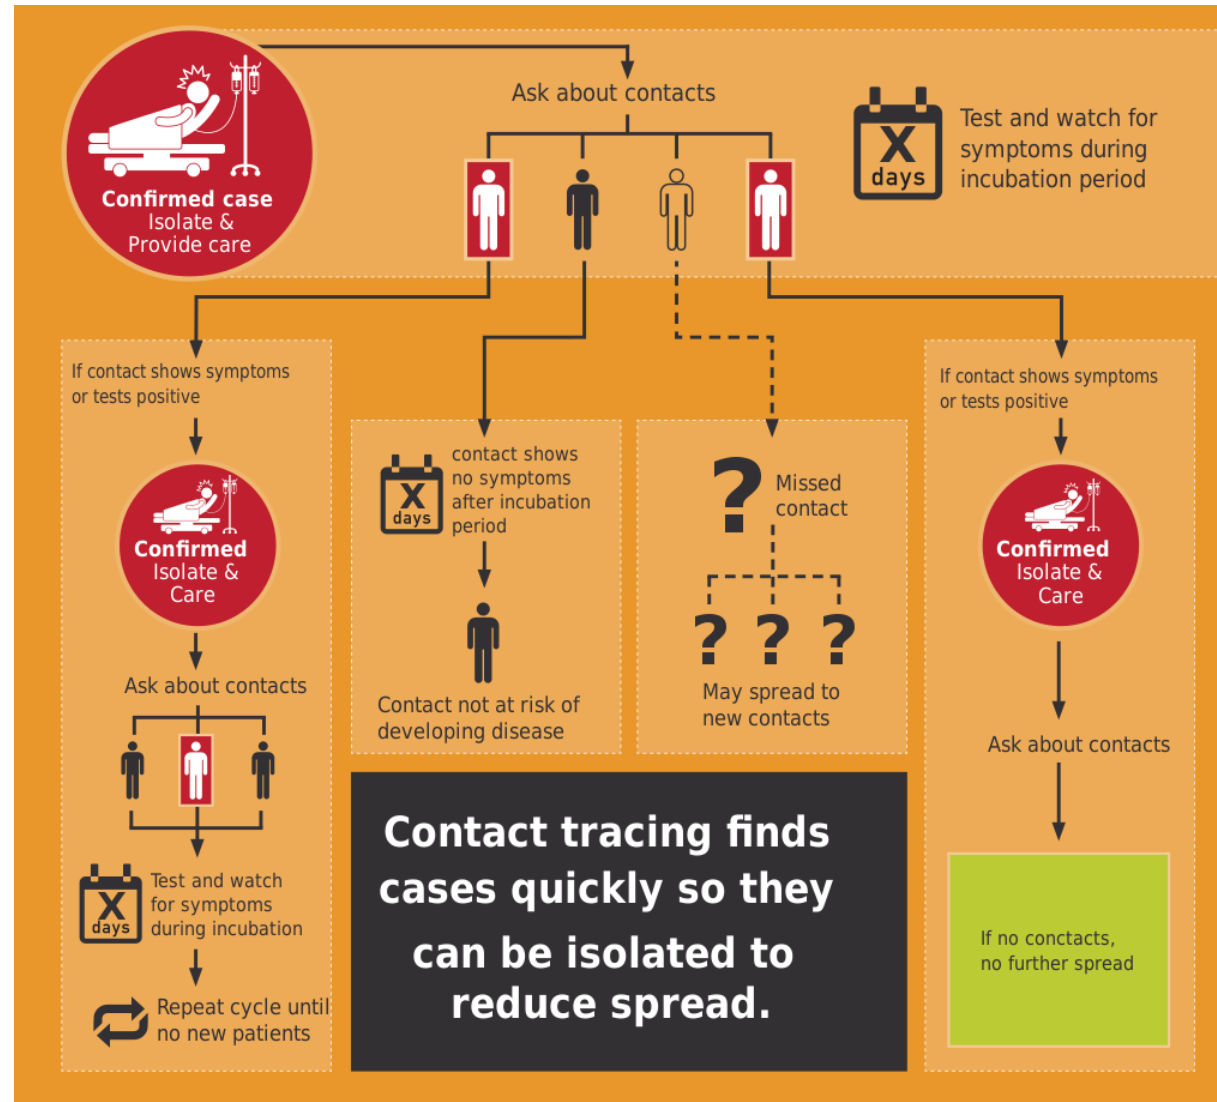 Confirmed case
Isolate &
Provide care
Ask about contacts
X
days
Test and watch for
symptoms during
incubation period
If contact shows symptoms
or tests positive
Confirmed
Isolate &
Care
Ask about contacts
X
days
Test and watch
for symptoms
during incubation
Repeat cycle until
no new patients
X
days
contact shows
no symptoms
after incubation
period
Contact not at risk of
developing disease
?
Missed
contact
? ? ?
May spread to
new contacts
Contact tracing finds
cases quickly so they
can be isolated to
reduce spread.
If contact shows symptoms
or tests positive
Confirmed
Isolate &
Care
Ask about contacts
If no conctacts,
no further spread